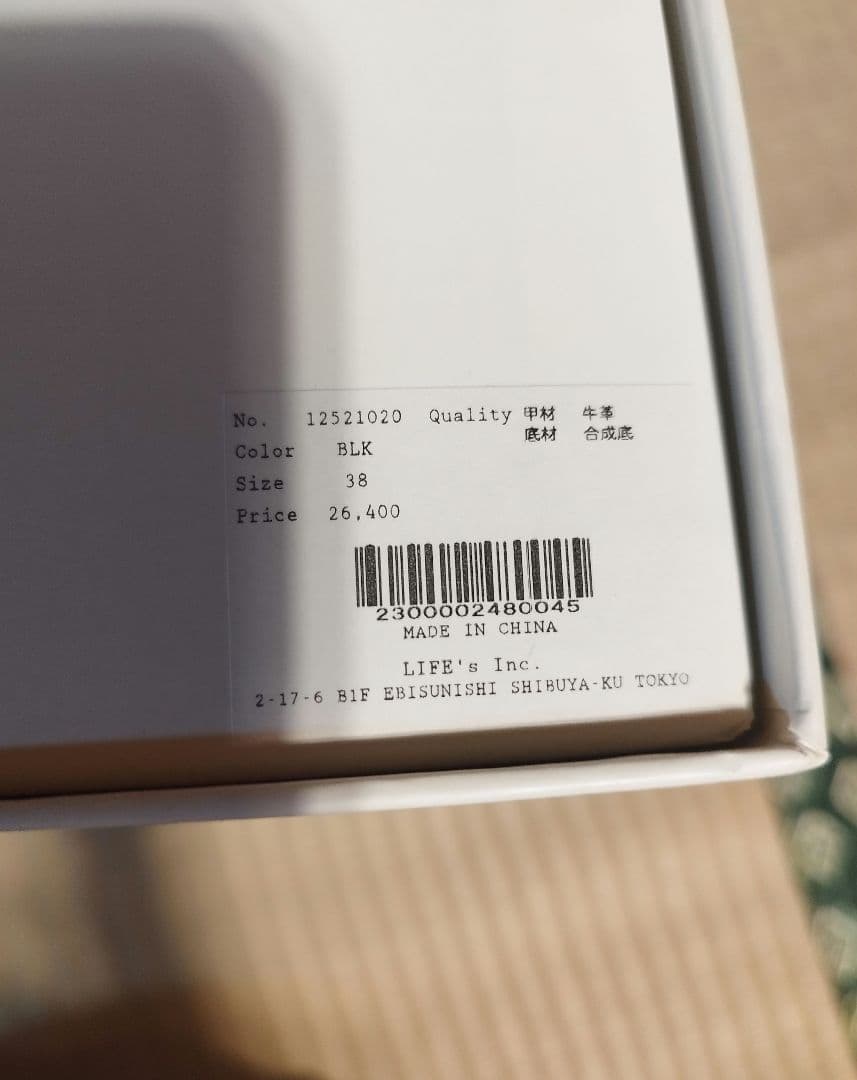 No. 12521020 Quality 甲材 牛革
底材 合成底
Color BLK
Size 38
Price 26,400
2300002480045
MADE IN CHINA
LIFE's Inc.
2-17-6 B1F EBISUNISHI SHIBUYA-KU TOKYO